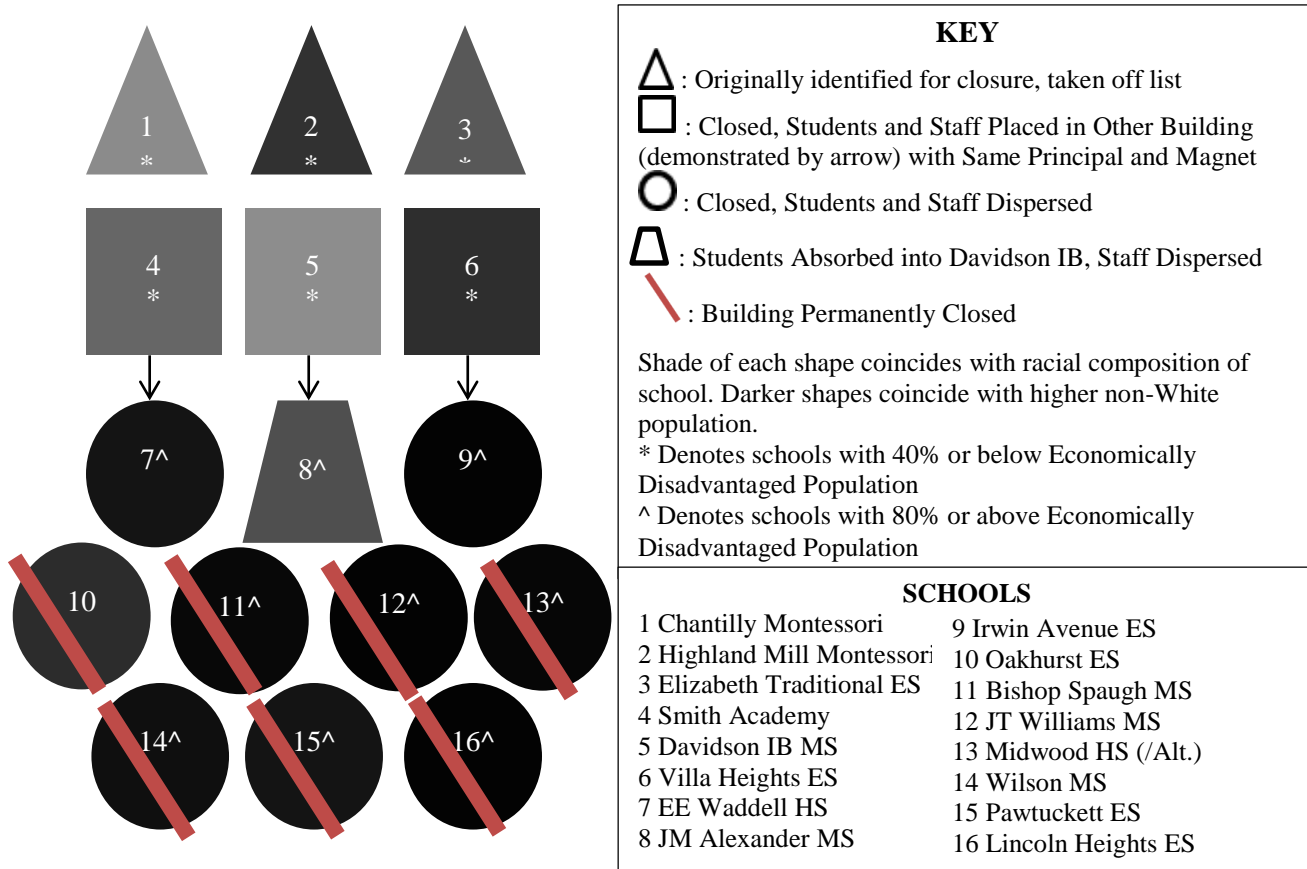 1
*
2
*
3
*
4
*
5
*
6
*
7^
8^
9^
10
11^
12^
13^
14^
15^
16^
KEY
: Originally identified for closure, taken off list
: Closed, Students and Staff Placed in Other Building
(demonstrated by arrow) with Same Principal and Magnet
: Closed, Students and Staff Dispersed
: Students Absorbed into Davidson IB, Staff Dispersed
: Building Permanently Closed
Shade of each shape coincides with racial composition of
school. Darker shapes coincide with higher non-White
population.
* Denotes schools with 40% or below Economically
Disadvantaged Population
^ Denotes schools with 80% or above Economically
Disadvantaged Population
SCHOOLS
1 Chantilly Montessori
2 Highland Mill Montessori
3 Elizabeth Traditional ES
4 Smith Academy
5 Davidson IB MS
6 Villa Heights ES
7 EE Waddell HS
8 JM Alexander MS
9 Irwin Avenue ES
10 Oakhurst ES
11 Bishop Spaugh MS
12 JT Williams MS
13 Midwood HS (/Alt.)
14 Wilson MS
15 Pawtuckett ES
16 Lincoln Heights ES